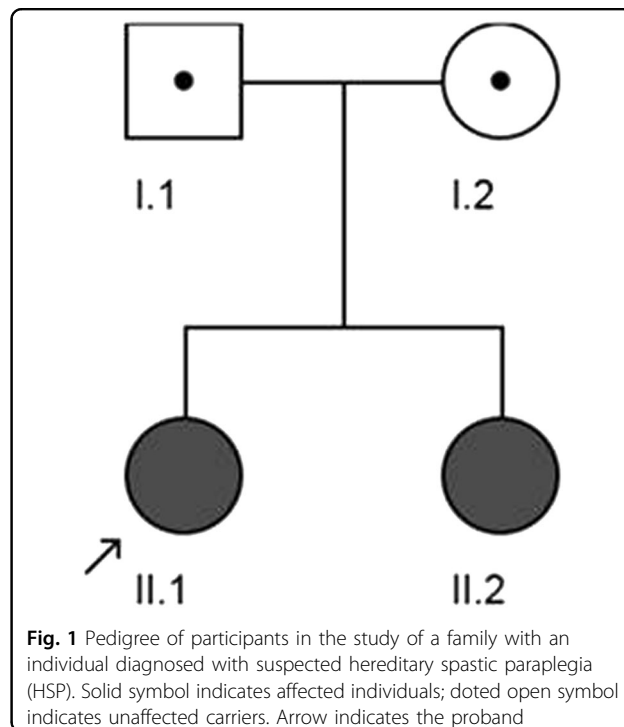 I.1 I.2
II.1 II.2
Fig. 1 Pedigree of participants in the study of a family with an
individual diagnosed with suspected hereditary spastic paraplegia
(HSP). Solid symbol indicates affected individuals; doted open symbol
indicates unaffected carriers. Arrow indicates the proband